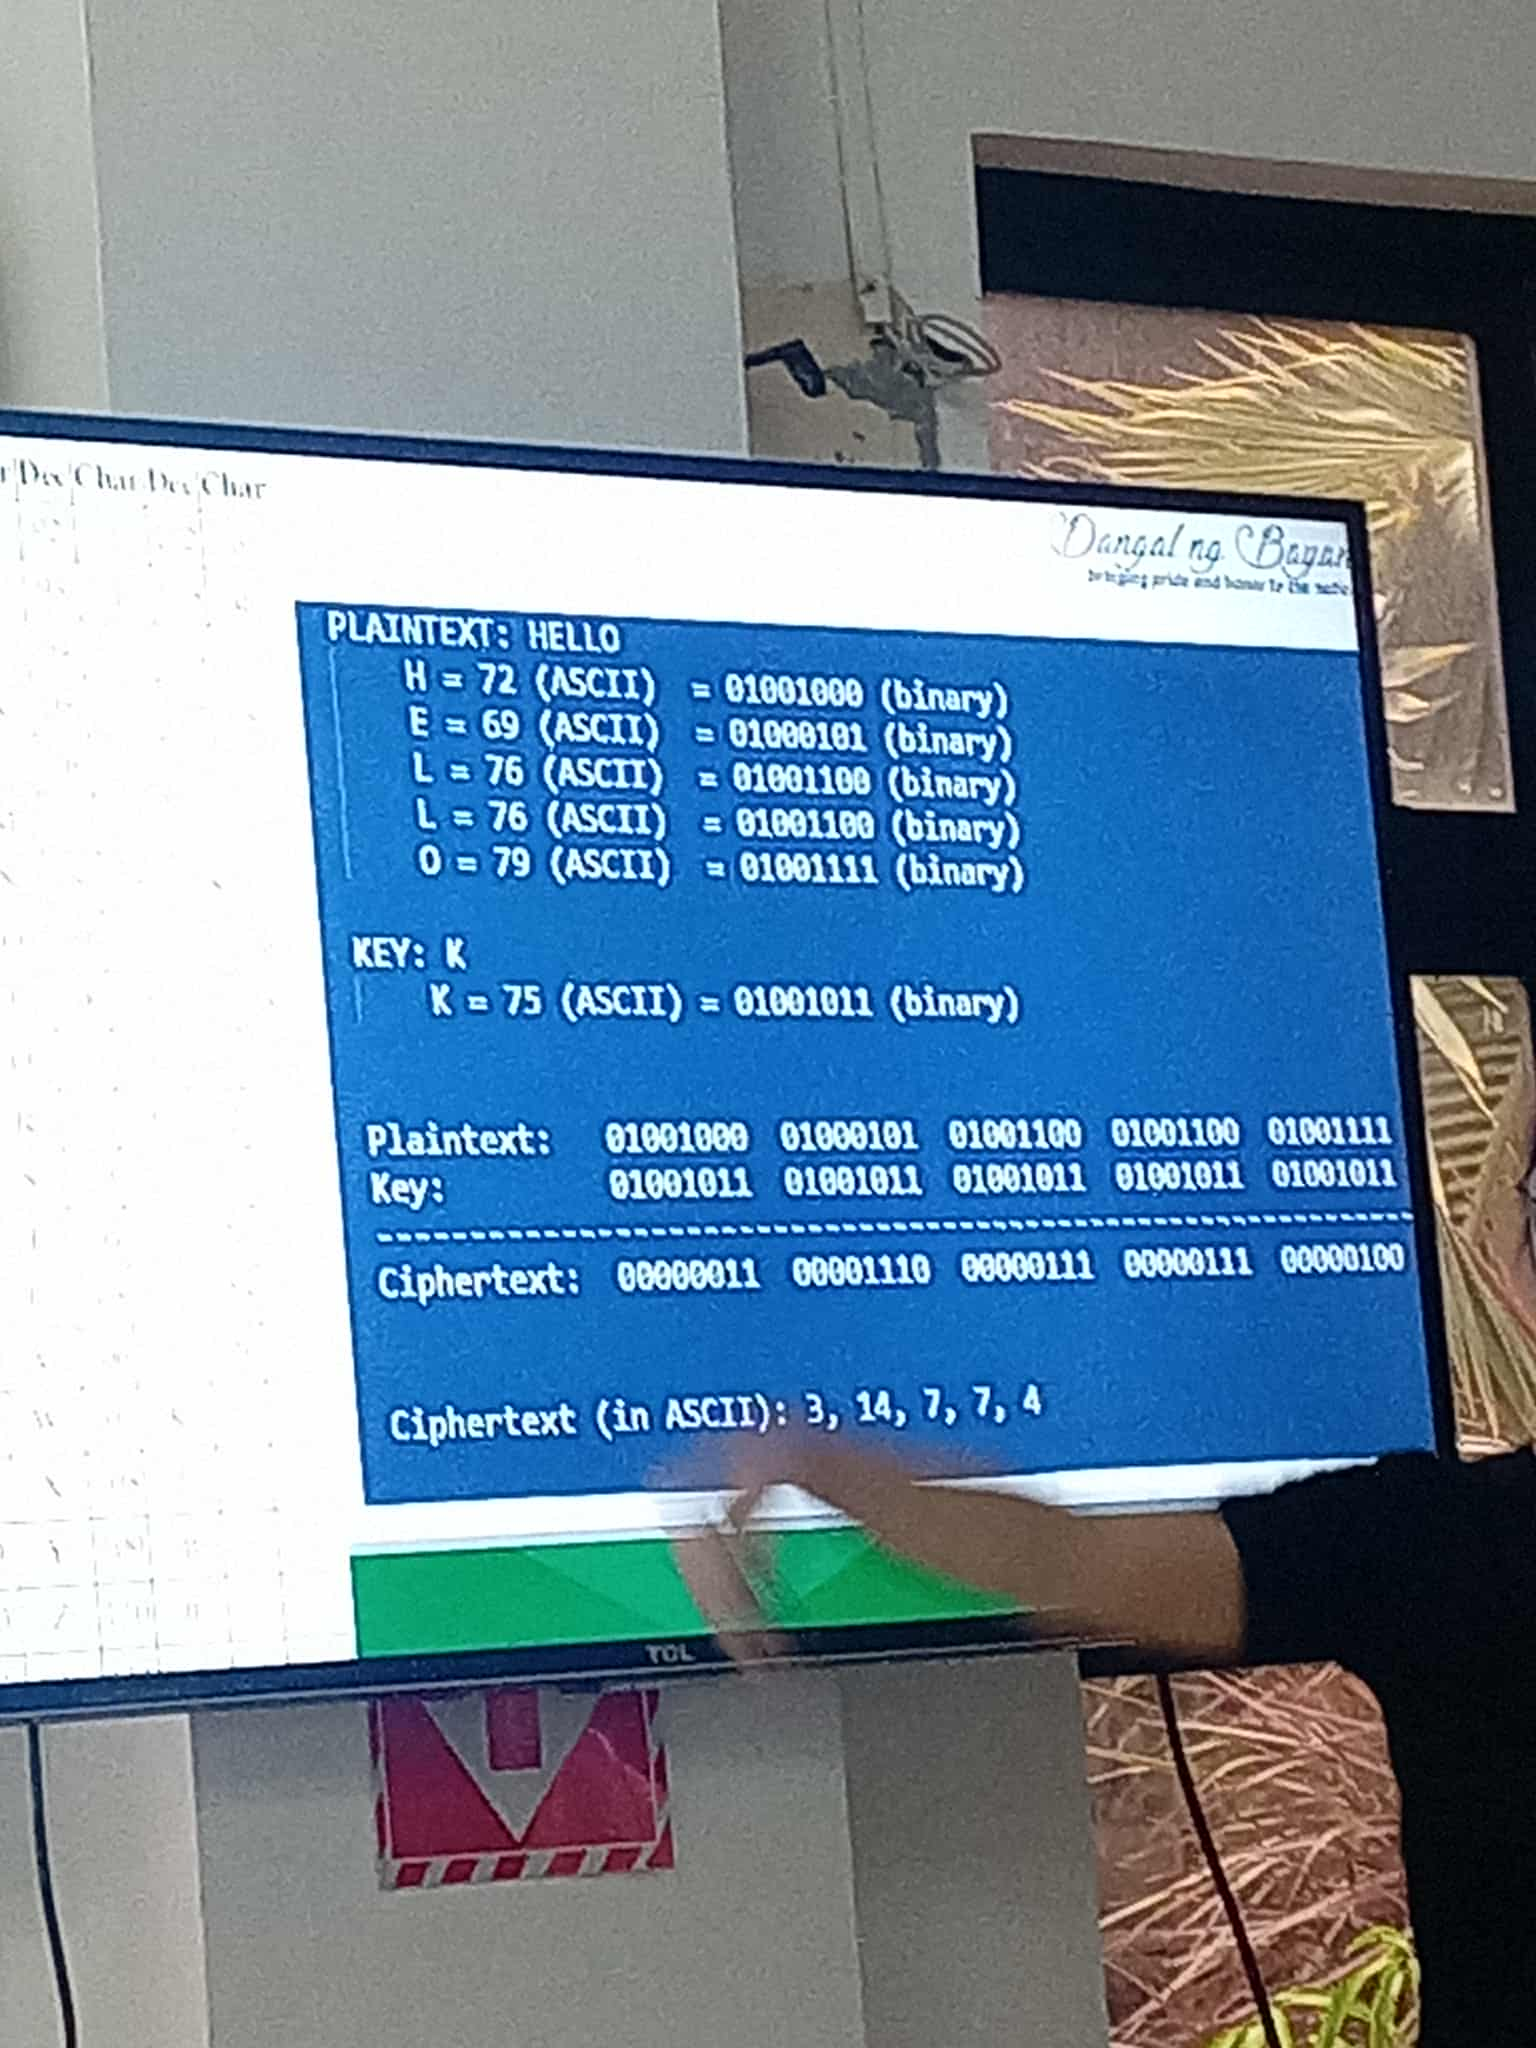 Dec Char Dec Char
Dangal ng Bayan
bringing pride and honor to the
PLAINTEXT: HELLO
H = 72 (ASCII) = 01001000 (binary)
E = 69 (ASCII) = 01000101 (binary)
L = 76 (ASCII) = 01001100 (binary)
L = 76 (ASCII) = 01001100 (binary)
O = 79 (ASCII) = 01001111 (binary)
KEY: K
K = 75 (ASCII) = 01001011 (binary)
Plaintext: 01001000 01000101 01001100 01001100 01001111
Key: 01001011 01001011 01001011 01001011 01001011
Ciphertext: 00000011 00001110 00000111 00000111 00000100
Ciphertext (in ASCII): 3, 14, 7, 7, 4
TCL